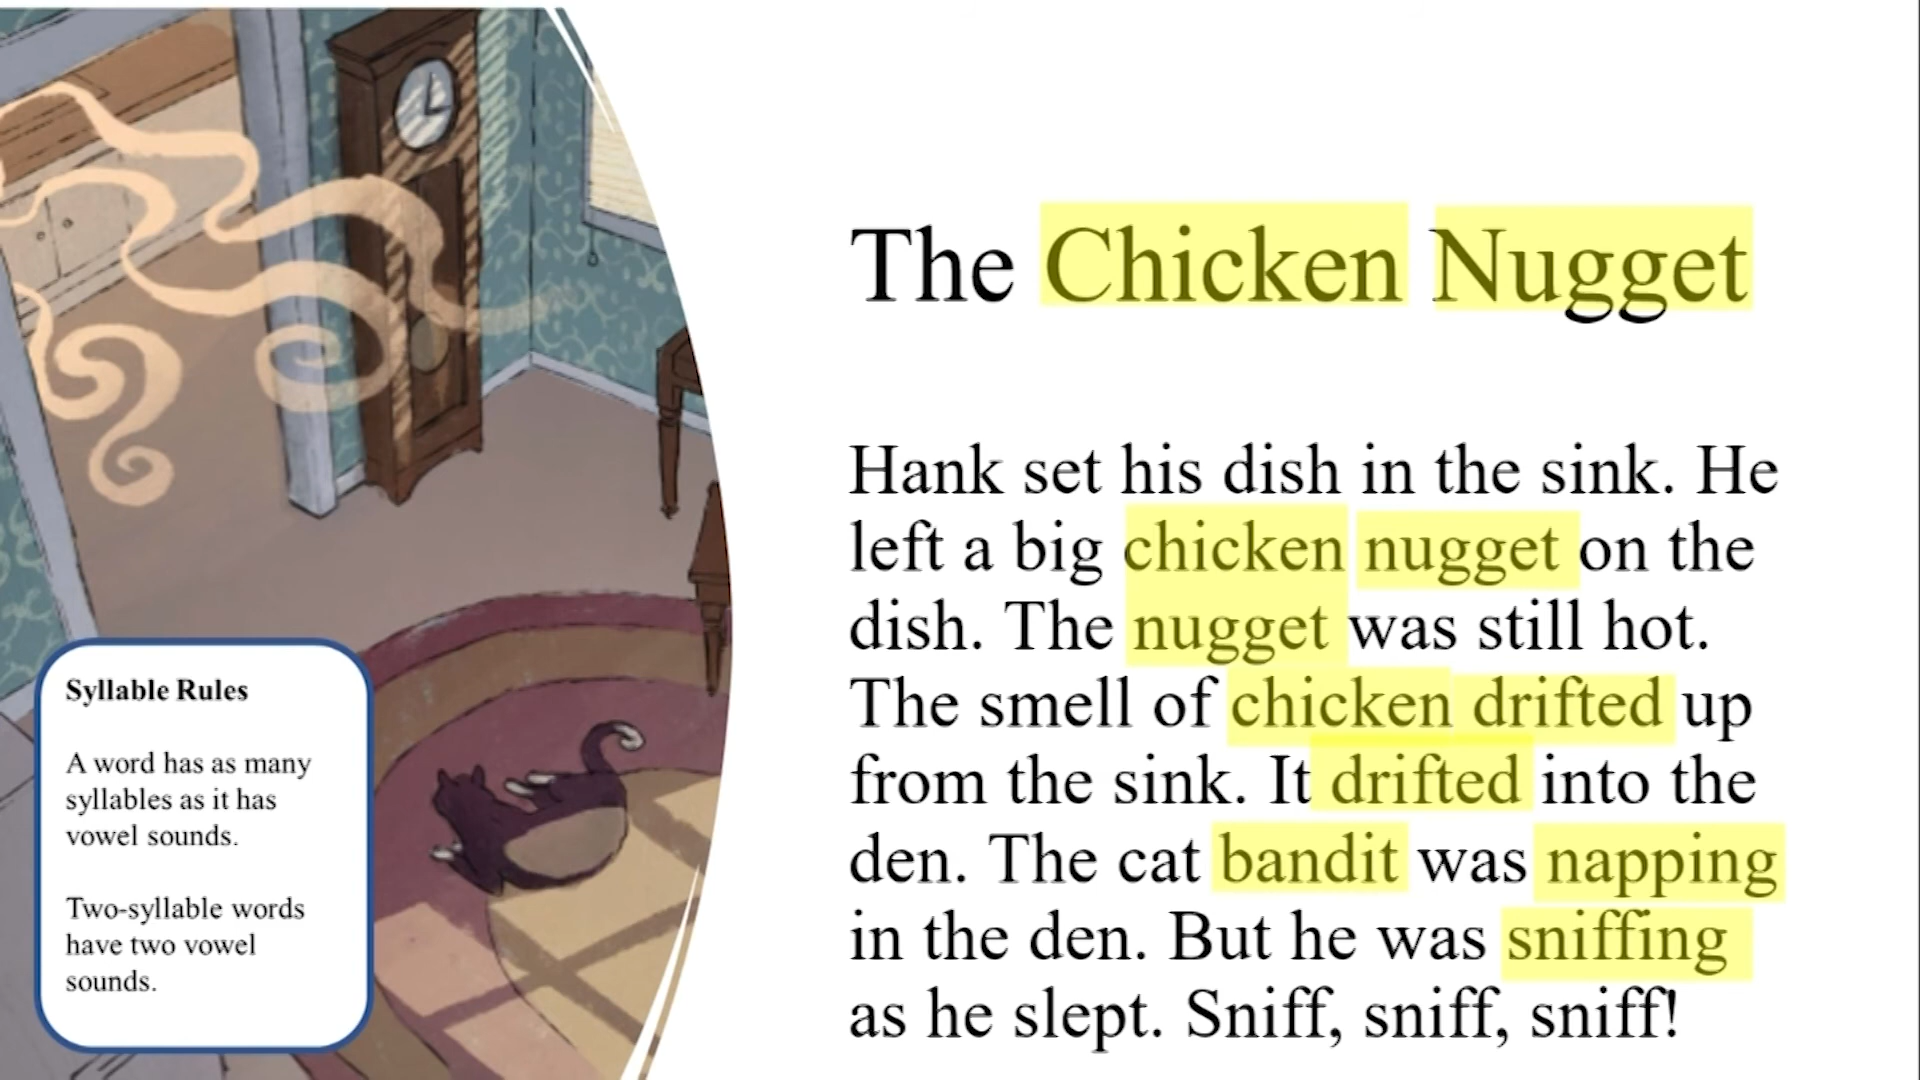 The Chicken Nugget
Hank set his dish in the sink. He
left a big chicken nugget on the
dish. The nugget was still hot.
The smell of chicken drifted up
from the sink. It drifted into the
den. The cat bandit was napping
in the den. But he was sniffing
as he slept. Sniff, sniff, sniff!
Syllable Rules
A word has as many
syllables as it has
vowel sounds.
Two-syllable words
have two vowel
sounds.